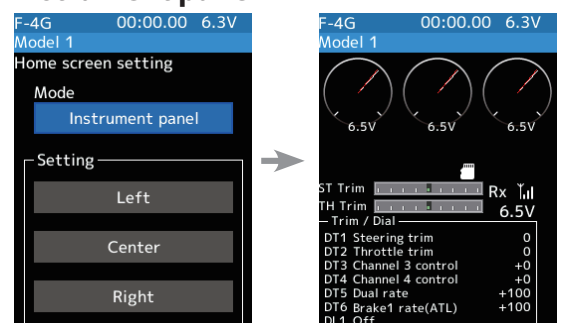 F-4G 00:00.00 6.3V
Model 1
Home screen setting
Mode
Instrument panel
Setting
Left
Center
Right
F-4G 00:00.00 6.3V
Model 1
6.5V 6.5V 6.5V
ST Trim Rx
TH Trim 6.5V
Trim / Dial
DT1 Steering trim 0
DT2 Throttle trim 0
DT3 Channel 3 control +0
DT4 Channel 4 control +0
DT5 Dual rate +100
DT6 Brake1 rate(ATL) +100
DL1 Off